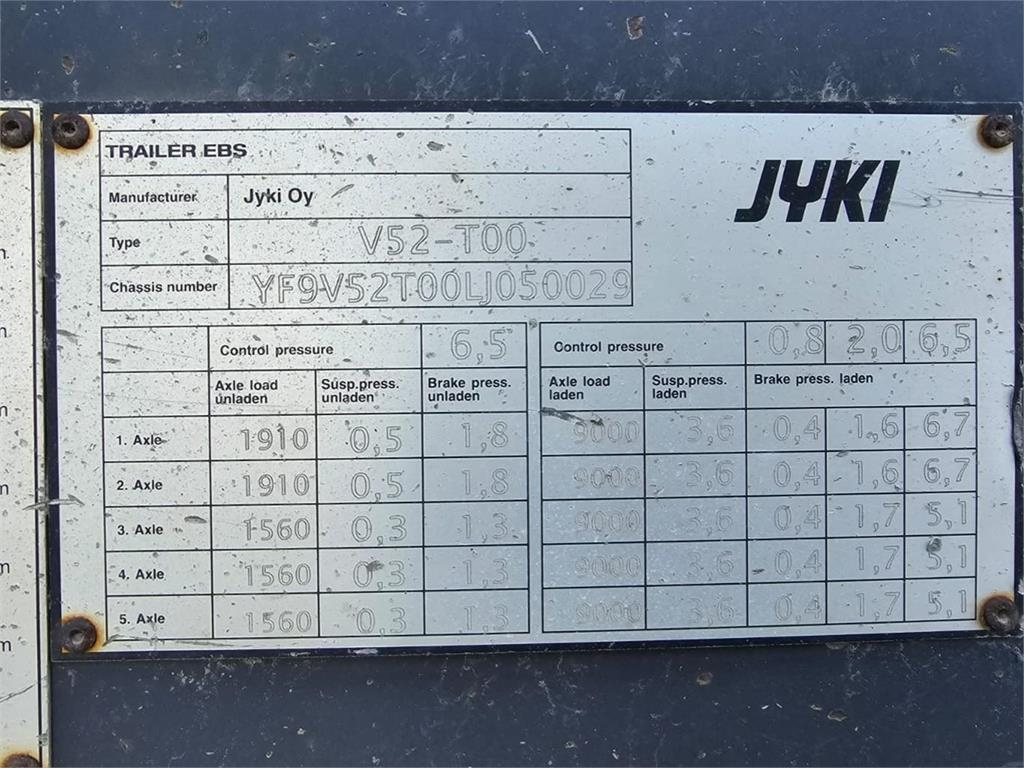 TRAILER EBS
JYKI
Manufacturer Jyki Oy
Type V52-T00
Chassis number YF9V52T00LJ050029
Control pressure 6,5 Control pressure 0,8 2,0 6,5
Axle load unladen Susp.press. unladen Brake press. unladen Axle load laden Susp.press. laden Brake press. laden
1. Axle 1910 0,5 1,8 9000 3,6 0,4 1,6 6,7
2. Axle 1910 0,5 1,8 9000 3,6 0,4 1,6 6,7
3. Axle 1560 0,3 1,3 9000 3,6 0,4 1,7 5,1
4. Axle 1560 0,3 1,3 9000 3,6 0,4 1,7 5,1
5. Axle 1560 0,3 1,3 9000 3,6 0,4 1,7 5,1